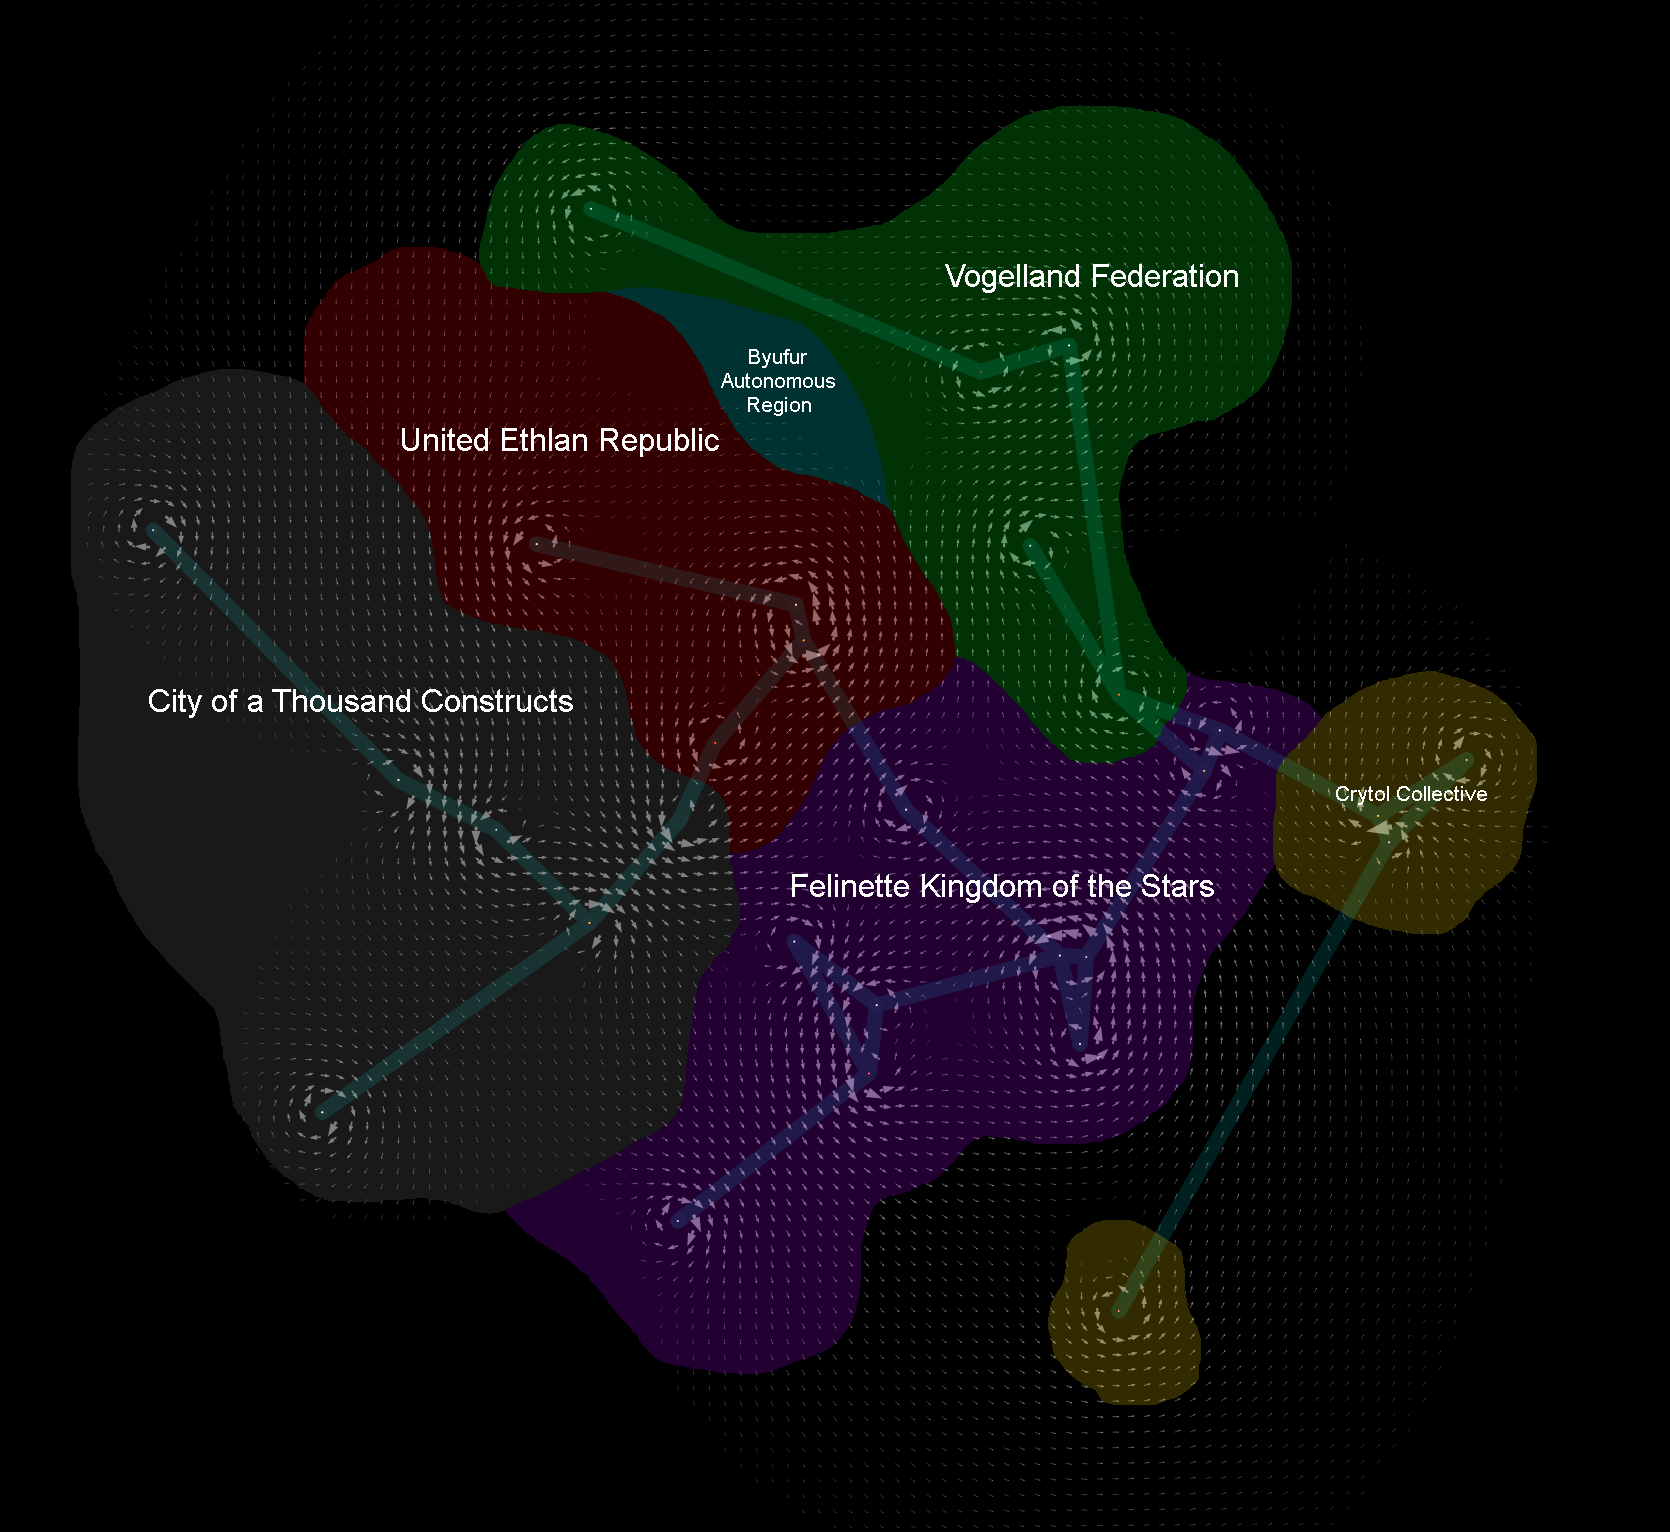 Vogelland Federation
Byufur
Autonomous
Region
United Ethlan Republic
City of a Thousand Constructs
Crytol Collective
Felinette Kingdom of the Stars